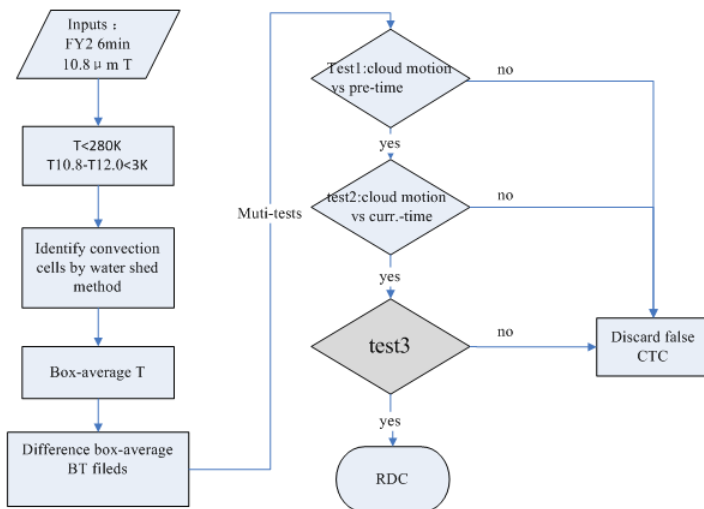 Inputs：
FY2 6min
10.8μm T
T<280K
T10.8-T12.0<3K
Identify convection
cells by water shed
method
Box-average T
Difference box-average
BT fileds
Muti-tests
Test1:cloud motion
vs pre-time
no
yes
test2:cloud motion
vs curr.-time
no
yes
test3
no
Discard false
CTC
yes
RDC